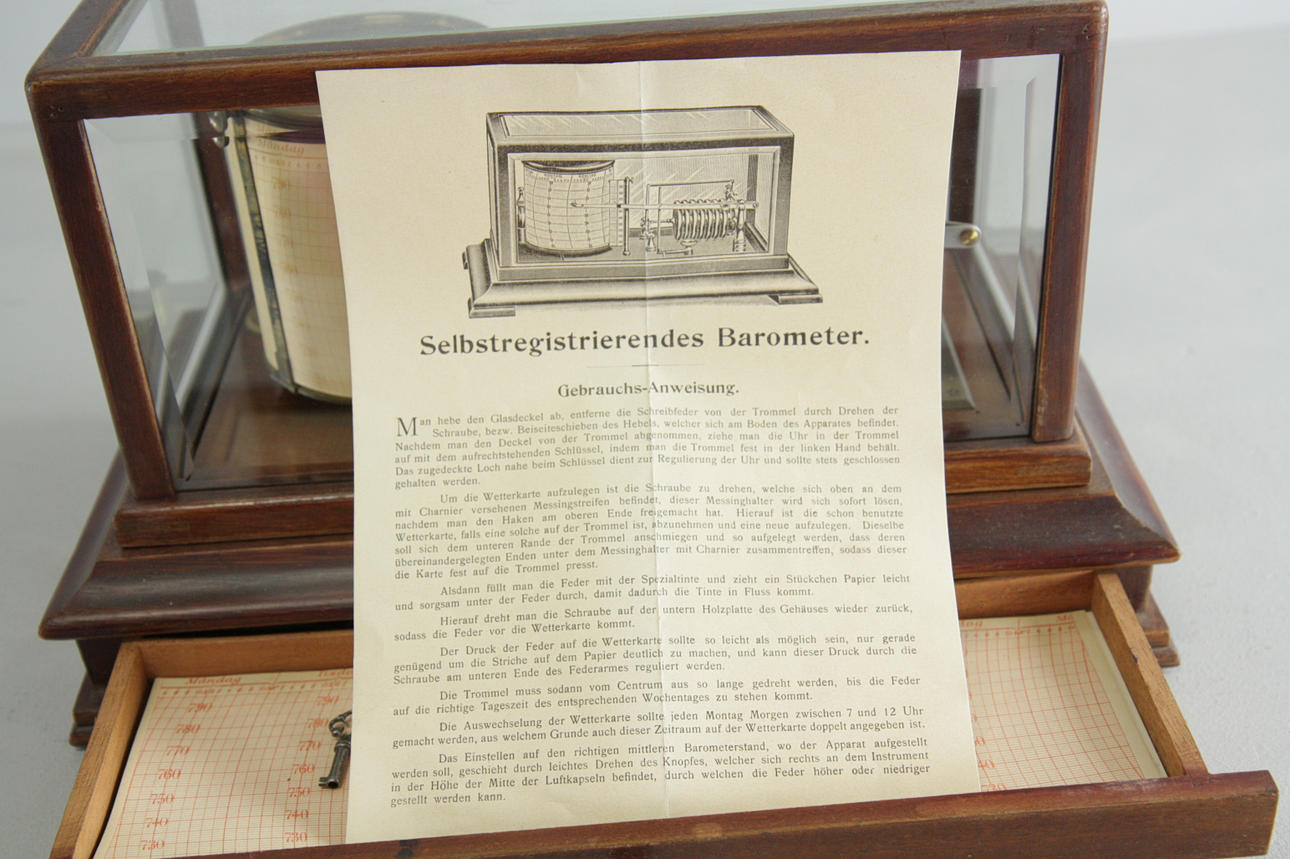 Mandag
Selbstregistrierendes Barometer.
Gebrauchs-Anweisung.
Man hebe den Glasdeckel ab, entferne die Schreibfeder von der Trommel durch Drehen der
Schraube, bezw. Beiseiteschieben des Hebels, welcher sich am Boden des Apparates befindet.
Nachdem man den Deckel von der Trommel abgenommen, ziehe man die Uhr in der Trommel
auf mit dem aufrechtstehenden Schlüssel, indem man die Trommel fest in der linken Hand behält.
Das zugedeckte Loch nahe beim Schlüssel dient zur Regulierung der Uhr und sollte stets geschlossen
gehalten werden.
Um die Wetterkarte aufzulegen ist die Schraube zu drehen, welche sich oben an dem
mit Charnier versehenen Messingstreifen befindet, dieser Messinghalter wird sich sofort lösen,
nachdem man den Haken am oberen Ende freigemacht hat. Hierauf ist die schon benutzte
Wetterkarte, falls eine solche auf der Trommel ist, abzunehmen und eine neue aufzulegen. Dieselbe
soll sich dem unteren Rande der Trommel anschmiegen und so aufgelegt werden, dass deren
übereinandergelegten Enden unter dem Messinghalter mit Charnier zusammentreffen, sodass dieser
die Karte fest auf die Trommel presst.
Alsdann füllt man die Feder mit der Spezialtinte und zieht ein Stückchen Papier leicht
und sorgsam unter der Feder durch, damit dadurch die Tinte in Fluss kommt.
Hierauf dreht man die Schraube auf der untern Holzplatte des Gehäuses wieder zurück,
sodass die Feder vor die Wetterkarte kommt.
Der Druck der Feder auf die Wetterkarte sollte so leicht als möglich sein, nur gerade
genügend um die Striche auf dem Papier deutlich zu machen, und kann dieser Druck durch die
Schraube am unteren Ende des Federarmes reguliert werden.
Die Trommel muss sodann vom Centrum aus so lange gedreht werden, bis die Feder
auf die richtige Tageszeit des entsprechenden Wochentages zu stehen kommt.
Die Auswechselung der Wetterkarte sollte jeden Montag Morgen zwischen 7 und 12 Uhr
gemacht werden, aus welchem Grunde auch dieser Zeitraum auf der Wetterkarte doppelt angegeben ist.
Das Einstellen auf den richtigen mittleren Barometerstand, wo der Apparat aufgestellt
werden soll, geschieht durch leichtes Drehen des Knopfes, welcher sich rechts an dem Instrument
in der Höhe der Mitte der Luftkapseln befindet, durch welchen die Feder höher oder niedriger
gestellt werden kann.
Mandag
790 790
780
770 770
760 760
750 750
740 740
730 730